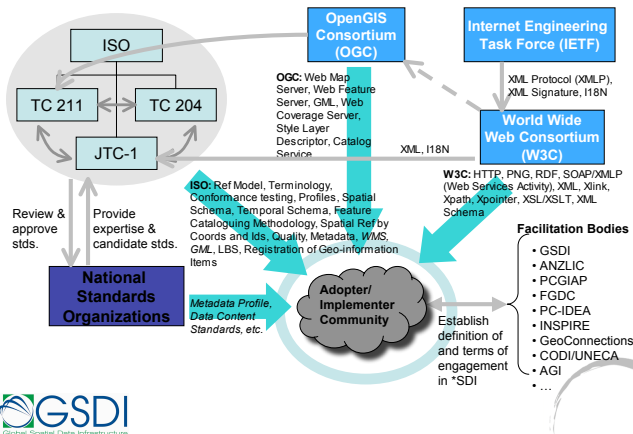 ISO
TC 211
TC 204
JTC-1
OpenGIS
Consortium
(OGC)
Internet Engineering
Task Force (IETF)
OGC: Web Map
Server, Web Feature
Server, GML, Web
Coverage Server,
Style Layer
Descriptor, Catalog
Service
XML Protocol (XMLP),
XML Signature, I18N
World Wide
Web Consortium
(W3C)
XML, I18N
W3C: HTTP, PNG, RDF, SOAP/XMLP
(Web Services Activity), XML, Xlink,
Xpath, Xpointer, XSL/XSLT, XML
Schema
ISO: Ref Model, Terminology,
Conformance testing, Profiles, Spatial
Schema, Temporal Schema, Feature
Cataloguing Methodology, Spatial Ref by
Coords and Ids, Quality, Metadata, WMS,
GML, LBS, Registration of Geo-information
Items
Review &
approve
stds.
Provide
expertise &
candidate stds.
National
Standards
Organizations
Metadata Profile,
Data Content
Standards, etc.
Adopter/
Implementer
Community
Establish
definition of
and terms of
engagement
in *SDI
Facilitation Bodies
• GSDI
• ANZLIC
• PCGIAP
• FGDC
• PC-IDEA
• INSPIRE
• GeoConnections
• CODI/UNECA
• AGI
• …
GSDI
Global Spatial Data Infrastructure